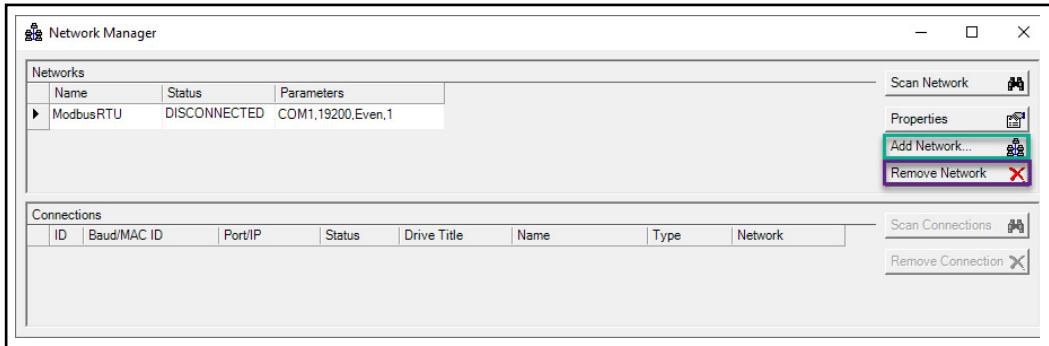 Network Manager
Networks
Scan Network
Name Status Parameters
ModbusRTU DISCONNECTED COM1,19200,Even,1
Properties
Add Network...
Remove Network
Connections
Scan Connections
ID Baud/MAC ID Port/IP Status Drive Title Name Type Network
Remove Connection